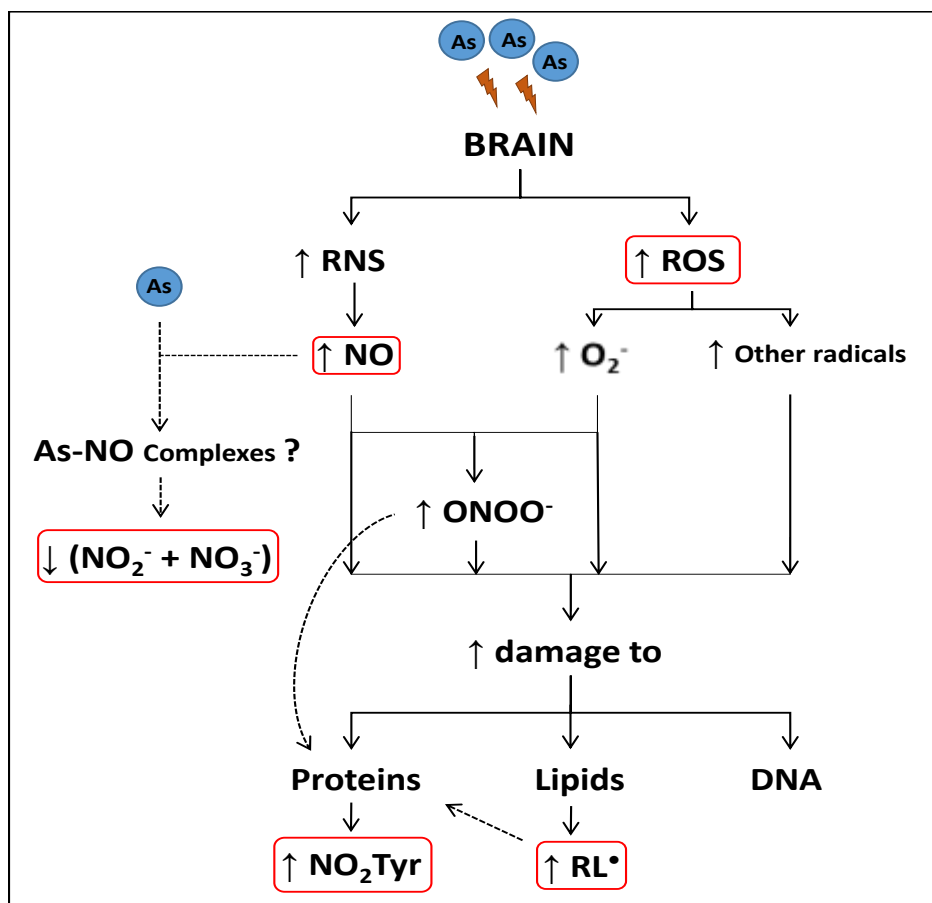 As As As
BRAIN
↑ RNS
↑ ROS
As
↑ NO
↑ O₂⁻
↑ Other radicals
As-NO Complexes ?
↑ ONOO⁻
↓ (NO₂⁻ + NO₃⁻)
↑ damage to
Proteins
Lipids
DNA
↑ NO₂Tyr
↑ RL•